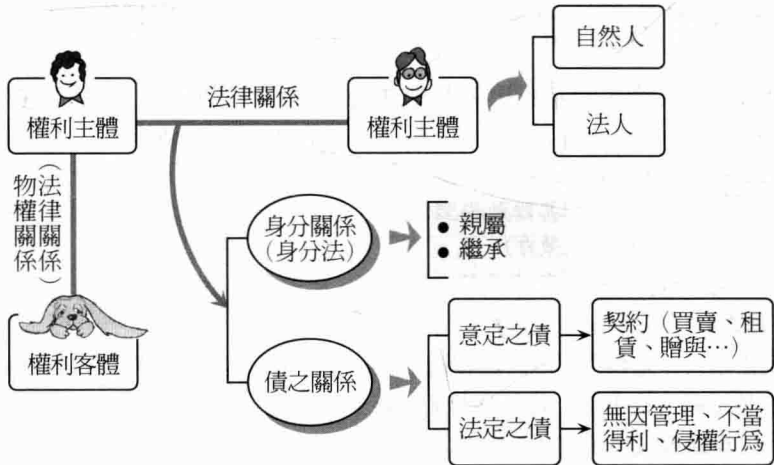 自然人
法律關係
權利主體
權利主體
法人
(法律關係)
物權關係
身分關係
(身分法)
• 親屬
• 繼承
權利客體
意定之債
契約（買賣、租
賃、贈與…）
債之關係
法定之債
無因管理、不當
得利、侵權行爲